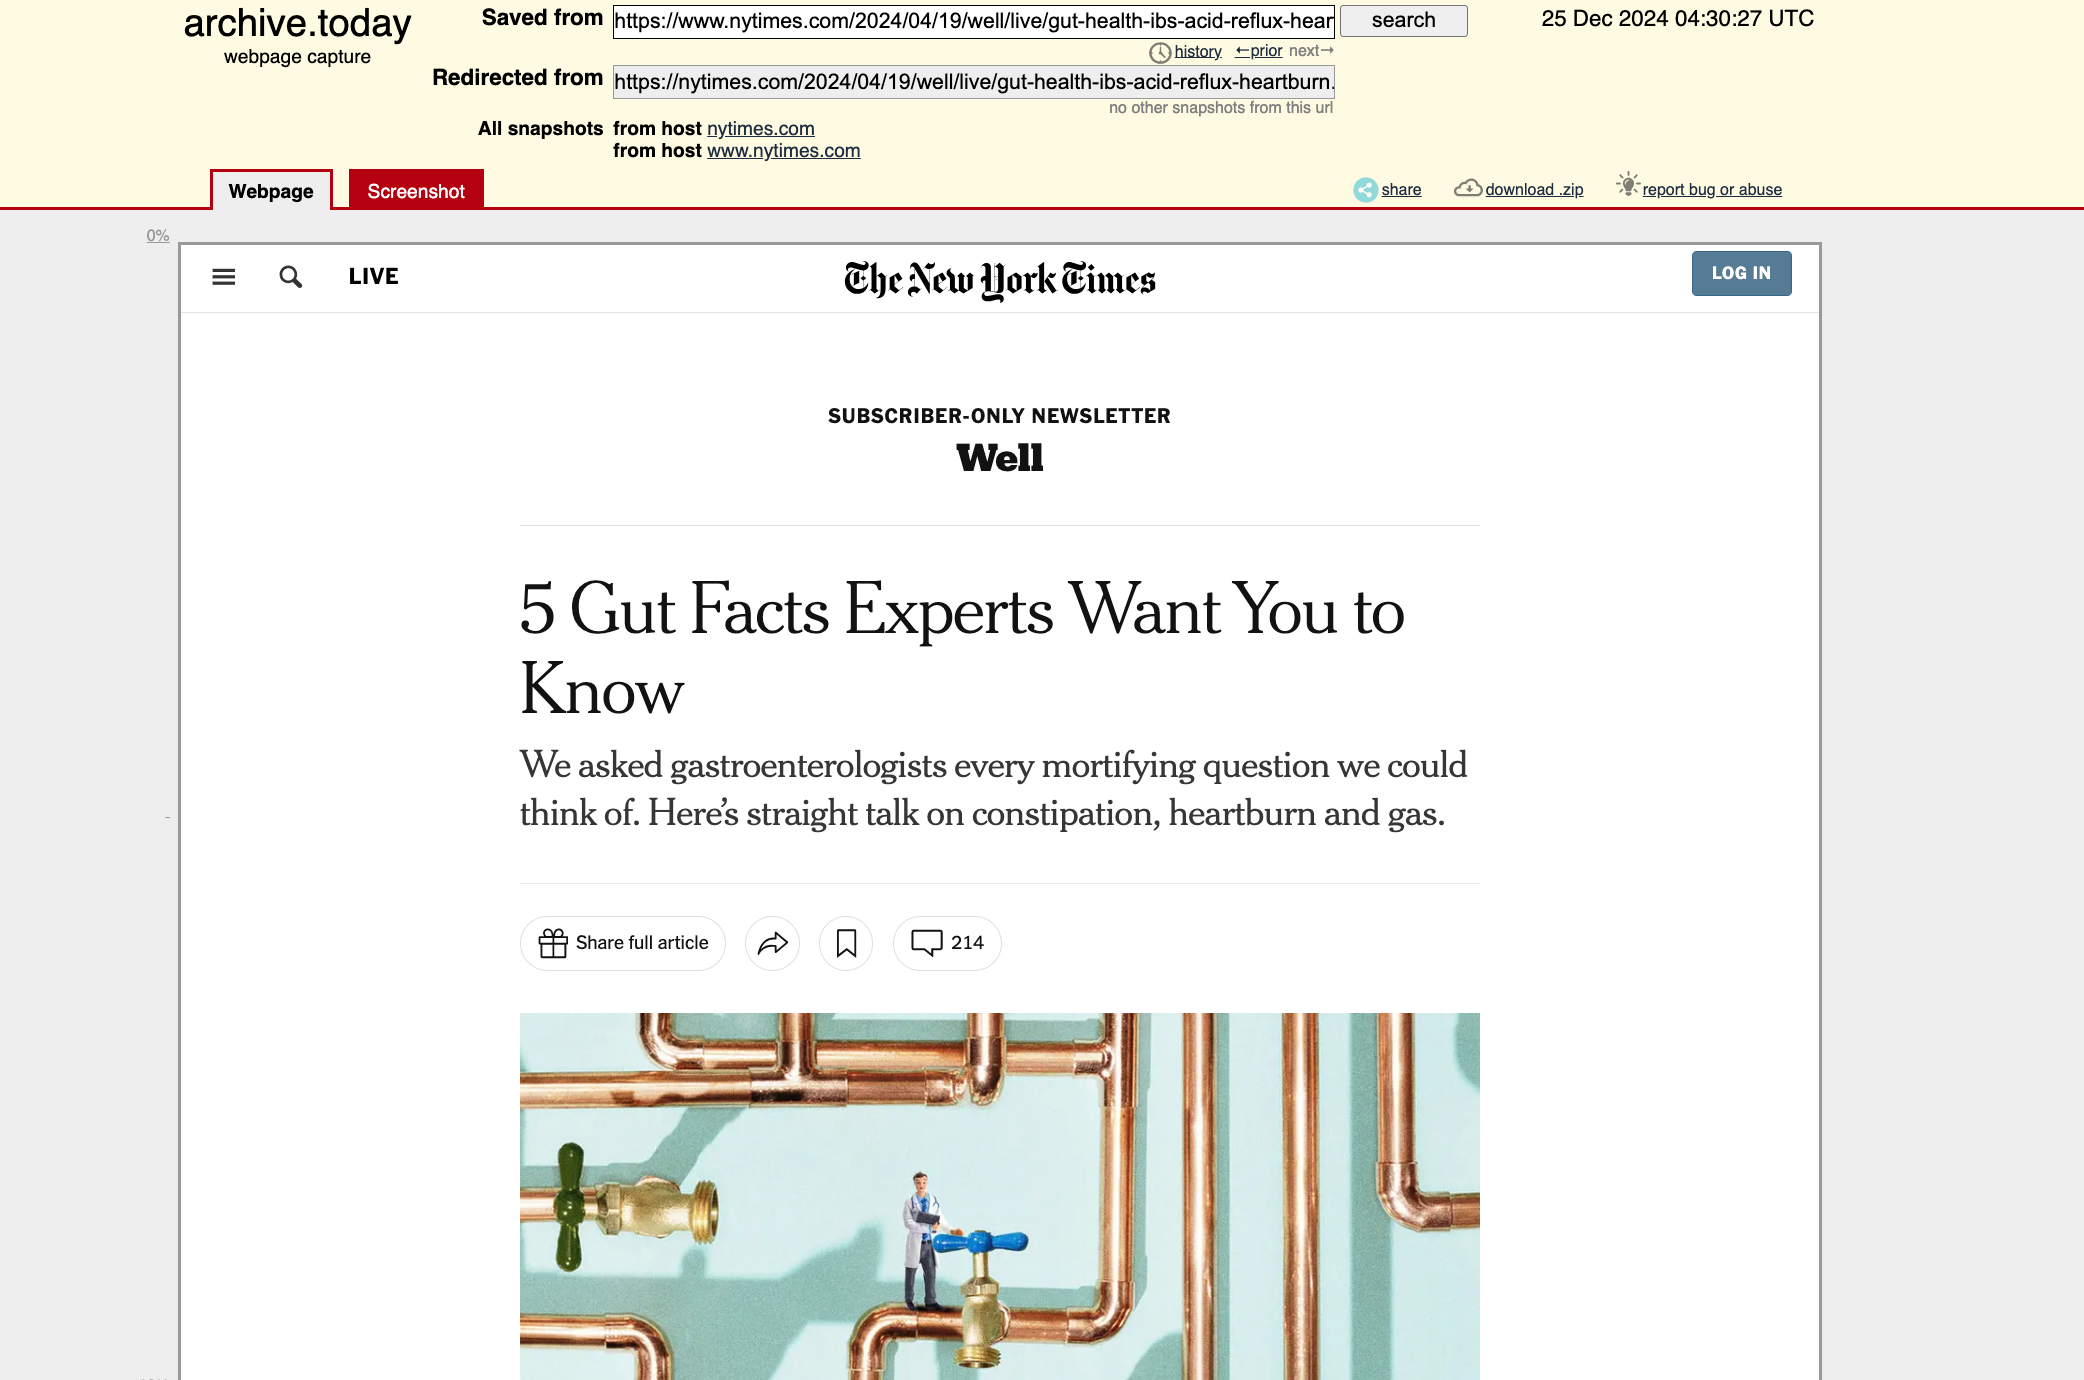 archive.today
webpage capture
Saved from
https://www.nytimes.com/2024/04/19/well/live/gut-health-ibs-acid-reflux-hear
search
25 Dec 2024 04:30:27 UTC
history ←prior next→
Redirected from
https://nytimes.com/2024/04/19/well/live/gut-health-ibs-acid-reflux-heartburn.
no other snapshots from this url
All snapshots from host nytimes.com
from host www.nytimes.com
Webpage
Screenshot
share
download .zip
report bug or abuse
0%
LIVE
The New York Times
LOG IN
SUBSCRIBER-ONLY NEWSLETTER
Well
5 Gut Facts Experts Want You to
Know
We asked gastroenterologists every mortifying question we could
think of. Here’s straight talk on constipation, heartburn and gas.
Share full article
214